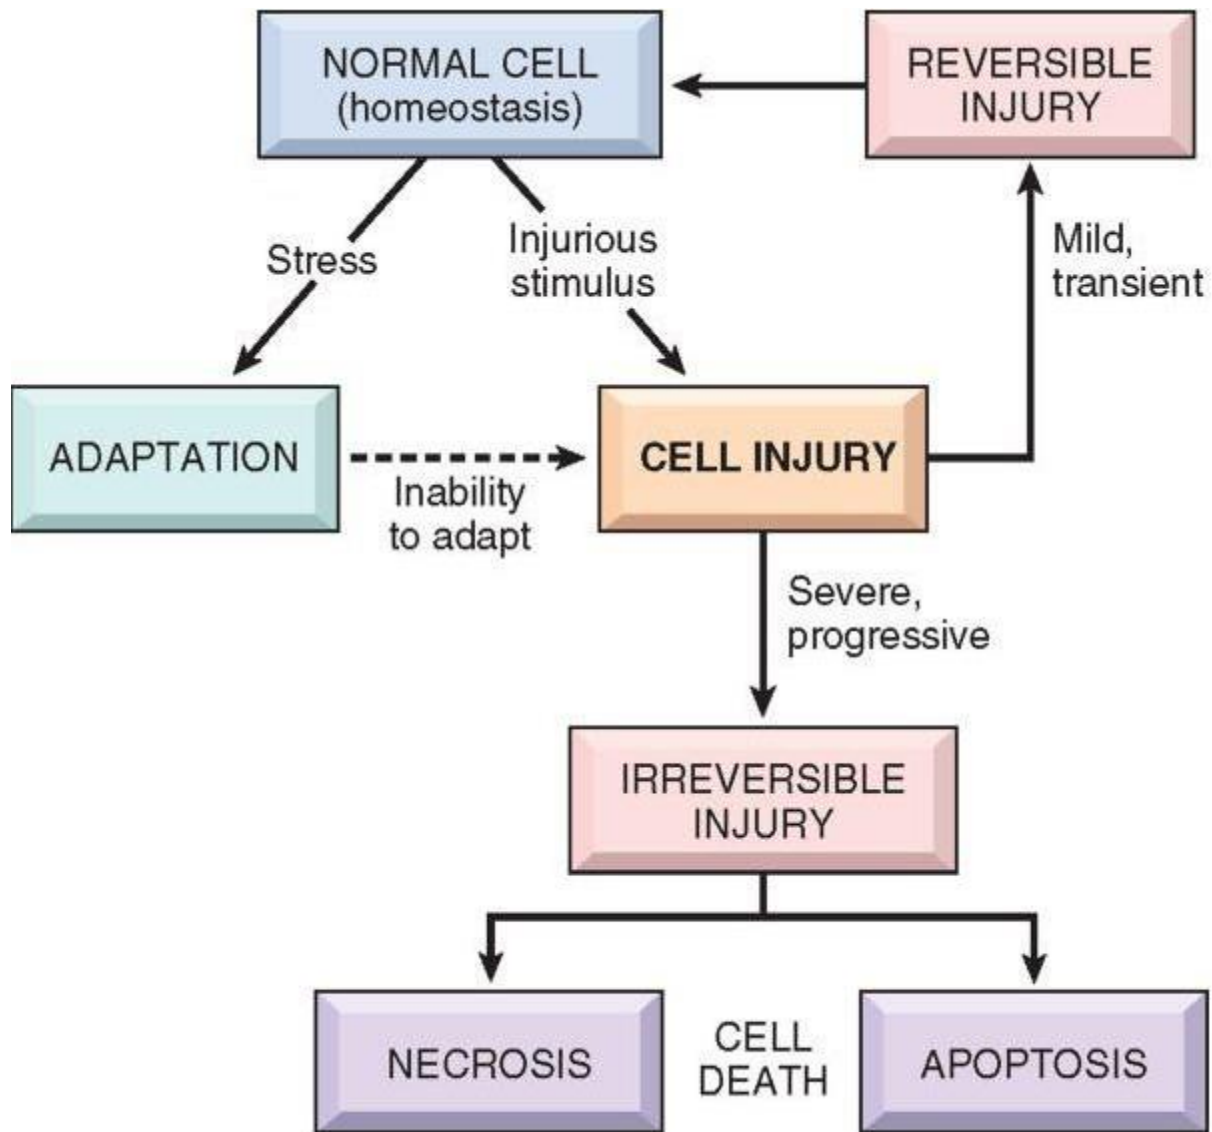 NORMAL CELL
(homeostasis)
REVERSIBLE
INJURY
Stress
Injurious
stimulus
Mild,
transient
ADAPTATION
Inability
to adapt
CELL INJURY
Severe,
progressive
IRREVERSIBLE
INJURY
NECROSIS
CELL
DEATH
APOPTOSIS